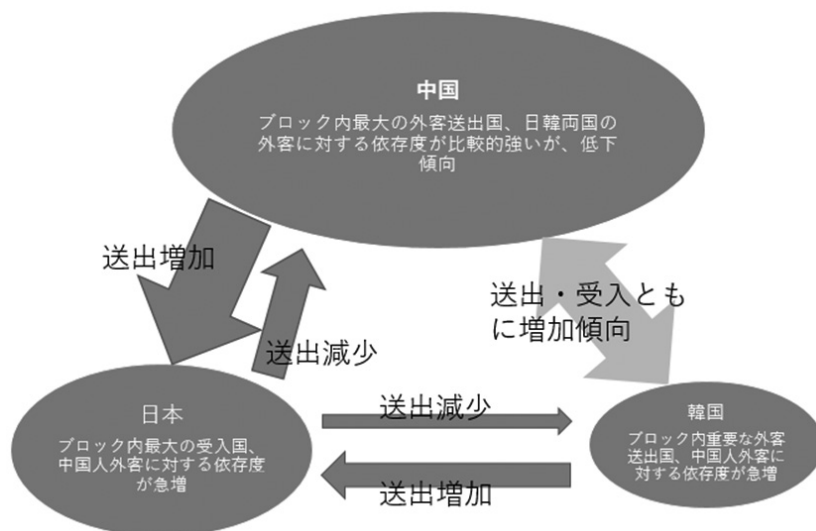 中国
ブロック内最大の外客送出国、日韓両国の
外客に対する依存度が比較的強いが、低下
傾向
送出増加
送出減少
送出・受入とも
に増加傾向
日本
ブロック内最大の受入国、
中国人外客に対する依存度
が急増
送出減少
送出増加
韓国
ブロック内重要な外客
送出国、中国人外客に
対する依存度が急増